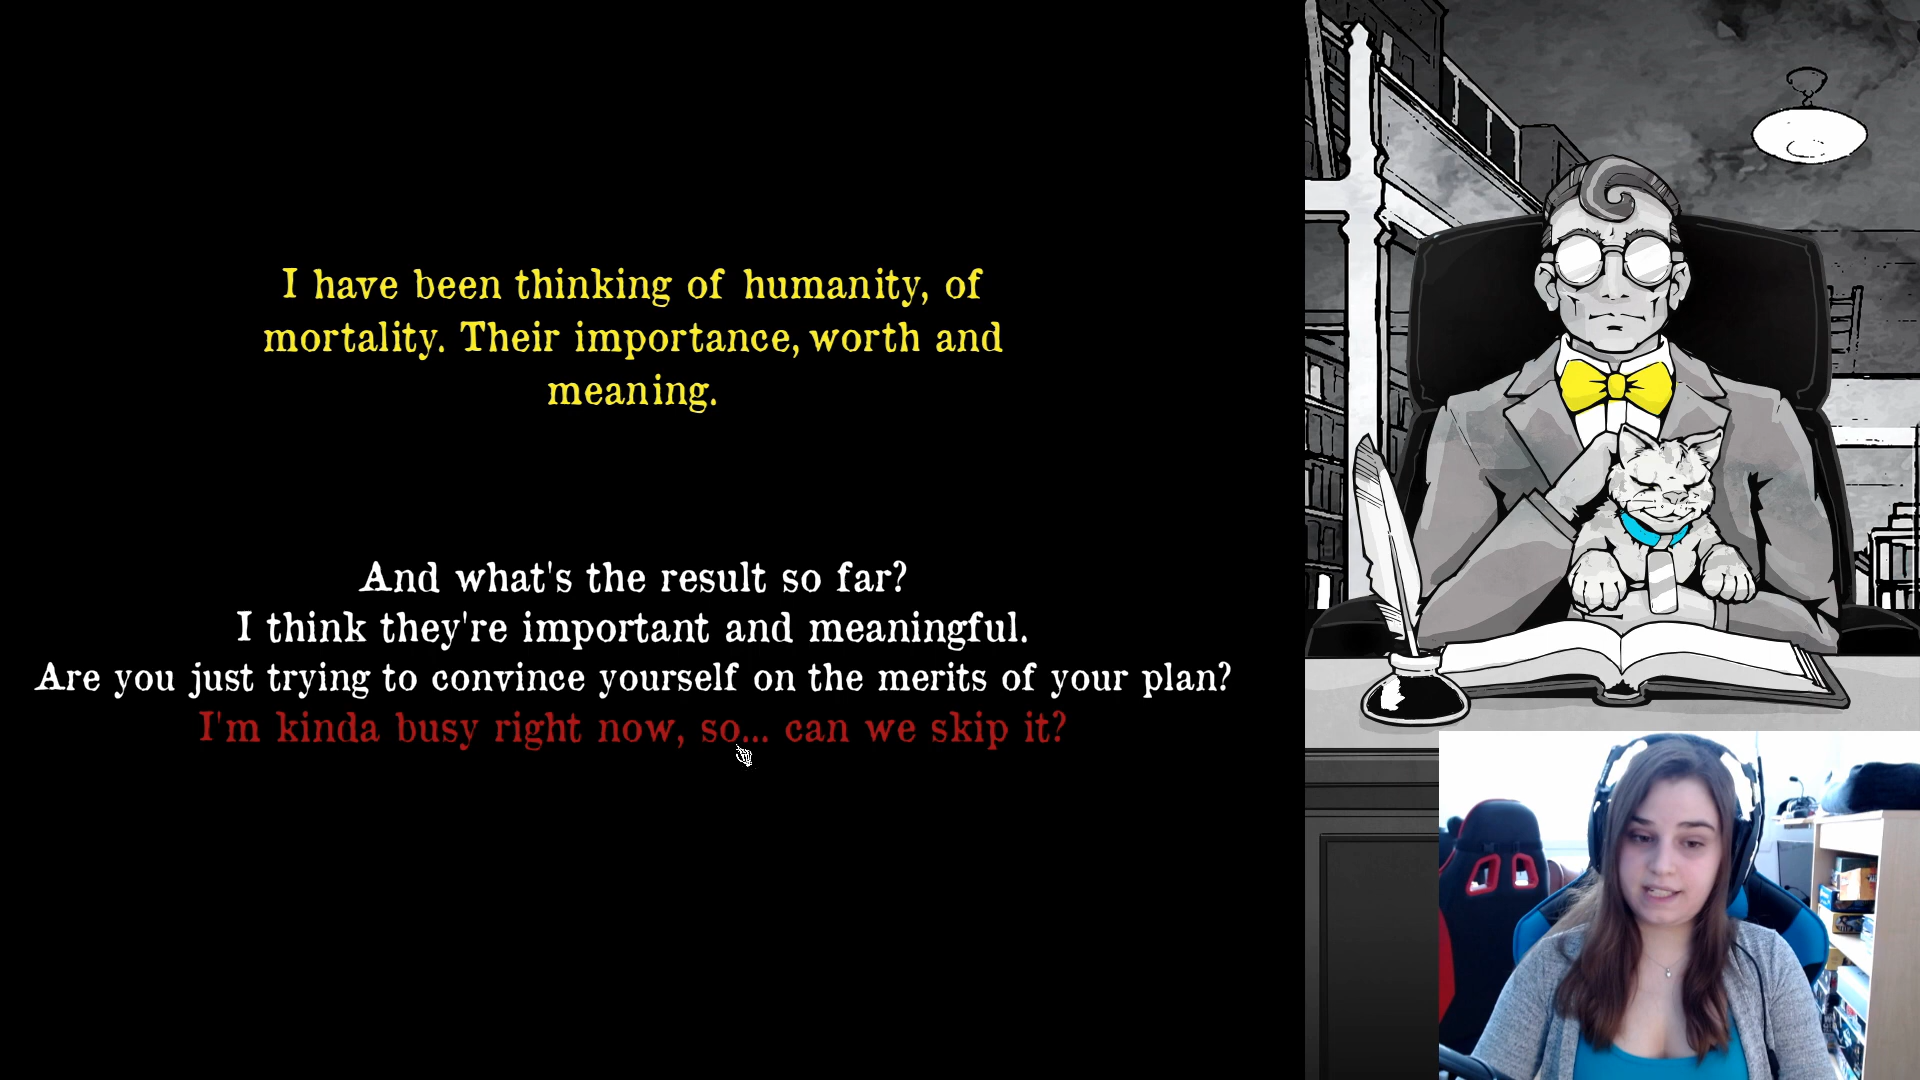 I have been thinking of humanity, of
mortality. Their importance, worth and
meaning.
And what's the result so far?
I think they're important and meaningful.
Are you just trying to convince yourself on the merits of your plan?
I'm kinda busy right now, so... can we skip it?